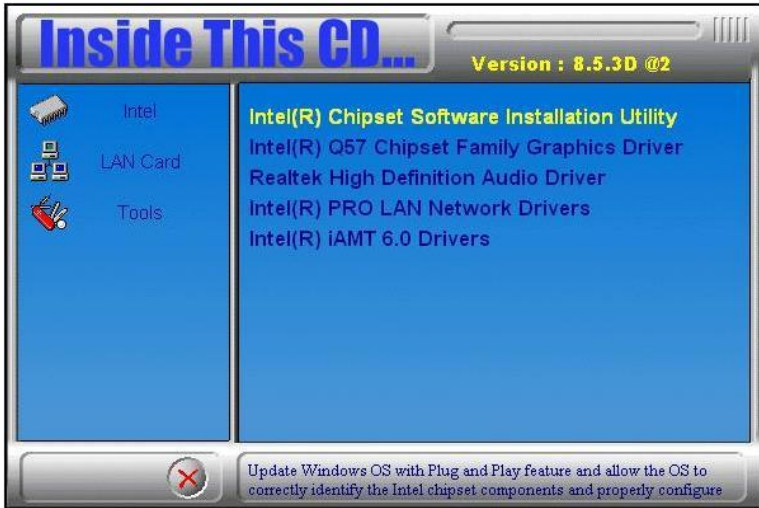 Inside This CD...
Version : 8.5.3D @2
Intel
LAN Card
Tools
Intel(R) Chipset Software Installation Utility
Intel(R) Q57 Chipset Family Graphics Driver
Realtek High Definition Audio Driver
Intel(R) PRO LAN Network Drivers
Intel(R) iAMT 6.0 Drivers
Update Windows OS with Plug and Play feature and allow the OS to
correctly identify the Intel chipset components and properly configure